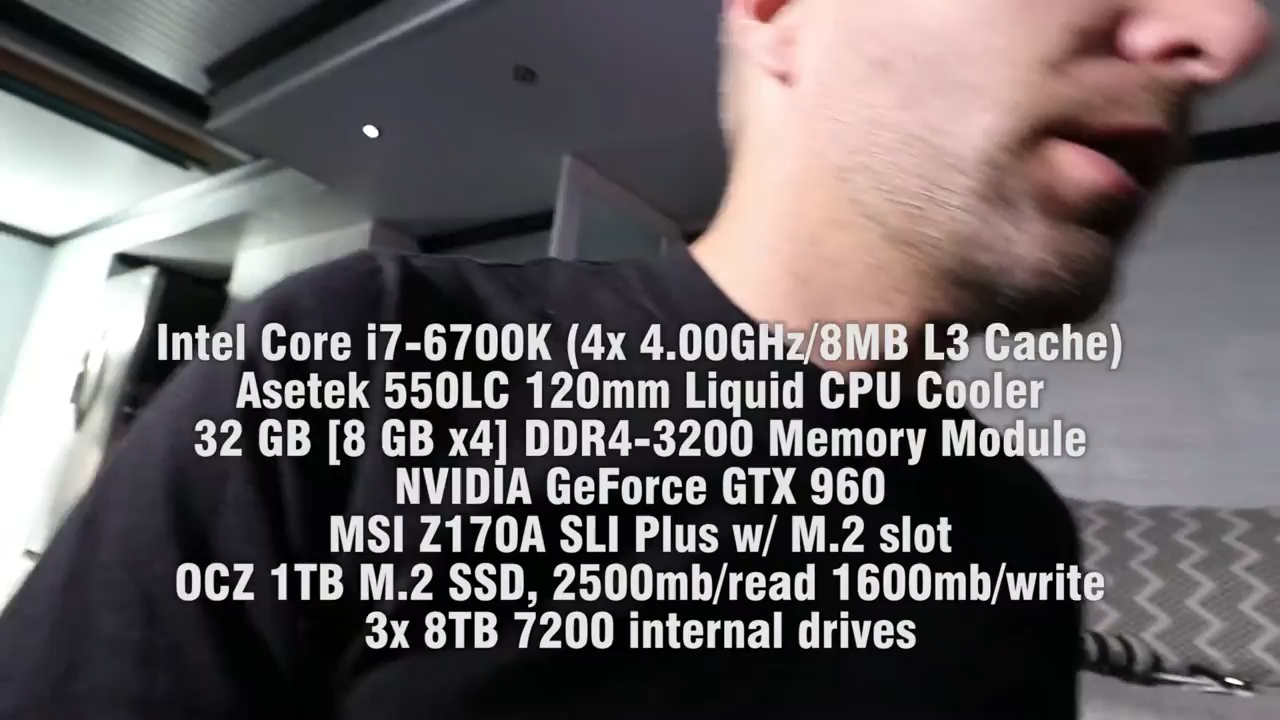 Intel Core i7-6700K (4x 4.00GHz/8MB L3 Cache)
Asetek 550LC 120mm Liquid CPU Cooler
32 GB [8 GB x4] DDR4-3200 Memory Module
NVIDIA GeForce GTX 960
MSI Z170A SLI Plus w/ M.2 slot
OCZ 1TB M.2 SSD, 2500mb/read 1600mb/write
3x 8TB 7200 internal drives